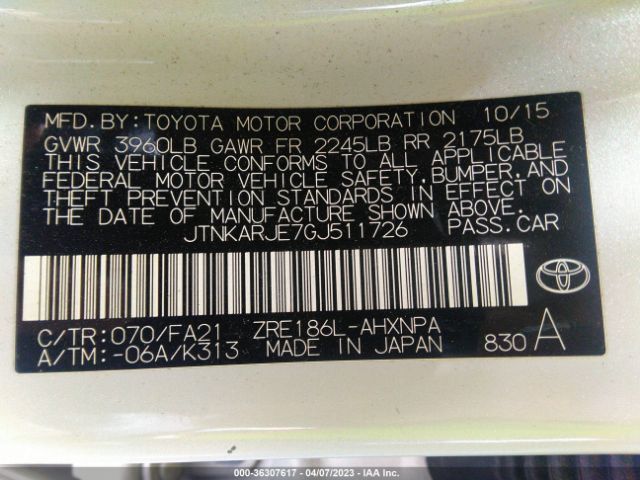 MFD.BY:TOYOTA MOTOR CORPORATION 10/15
GVWR 3960LB GAWR FR 2245LB RR 2175LB
THIS VEHICLE CONFORMS TO ALL APPLICABLE
FEDERAL MOTOR VEHICLE SAFETY,BUMPER,AND
THEFT PREVENTION STANDARDS IN EFFECT ON
THE DATE OF MANUFACTURE SHOWN ABOVE.
JTNKARJE7GJ511726 PASS.CAR
C/TR:070/FA21 ZRE186L-AHXNPA
A/TM:-06A/K313 MADE IN JAPAN 830 A
000-36307617 - 04/07/2023 - IAA Inc.